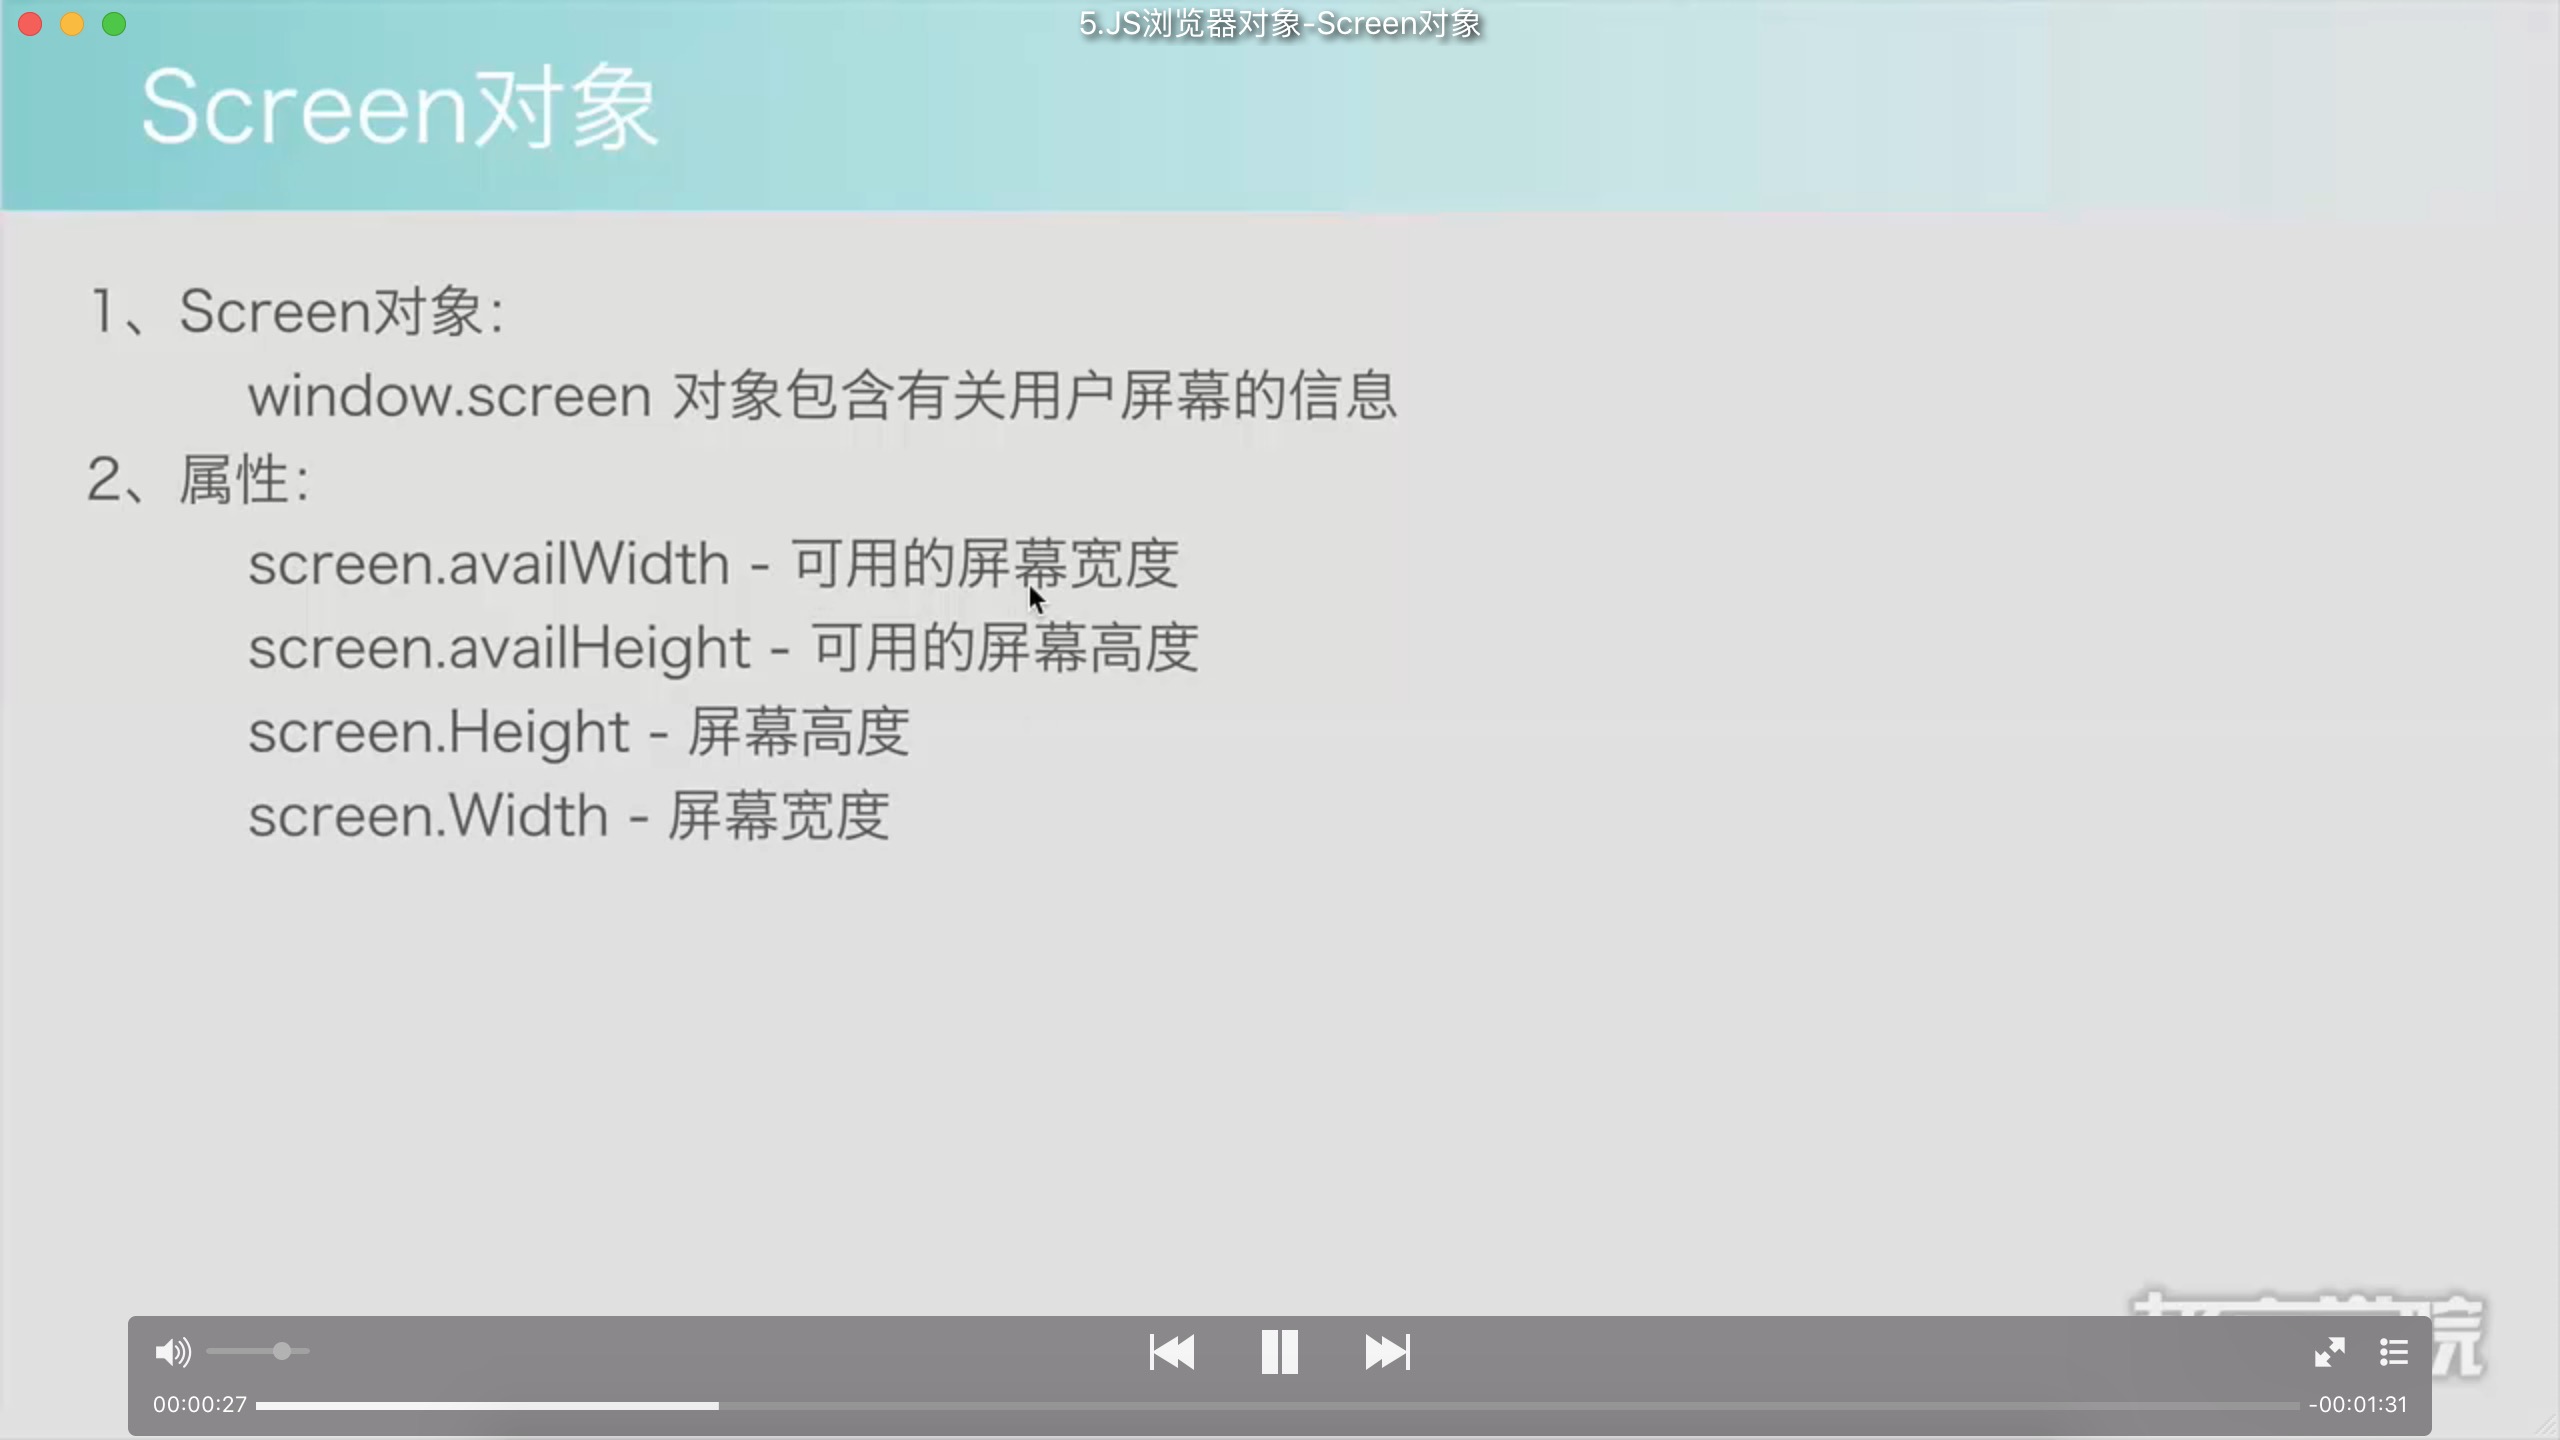 5.JS浏览器对象-Screen对象
Screen对象
1、Screen对象：
window.screen 对象包含有关用户屏幕的信息
2、属性：
screen.availWidth - 可用的屏幕宽度
screen.availHeight - 可用的屏幕高度
screen.Height - 屏幕高度
screen.Width - 屏幕宽度
00:00:27
-00:01:31